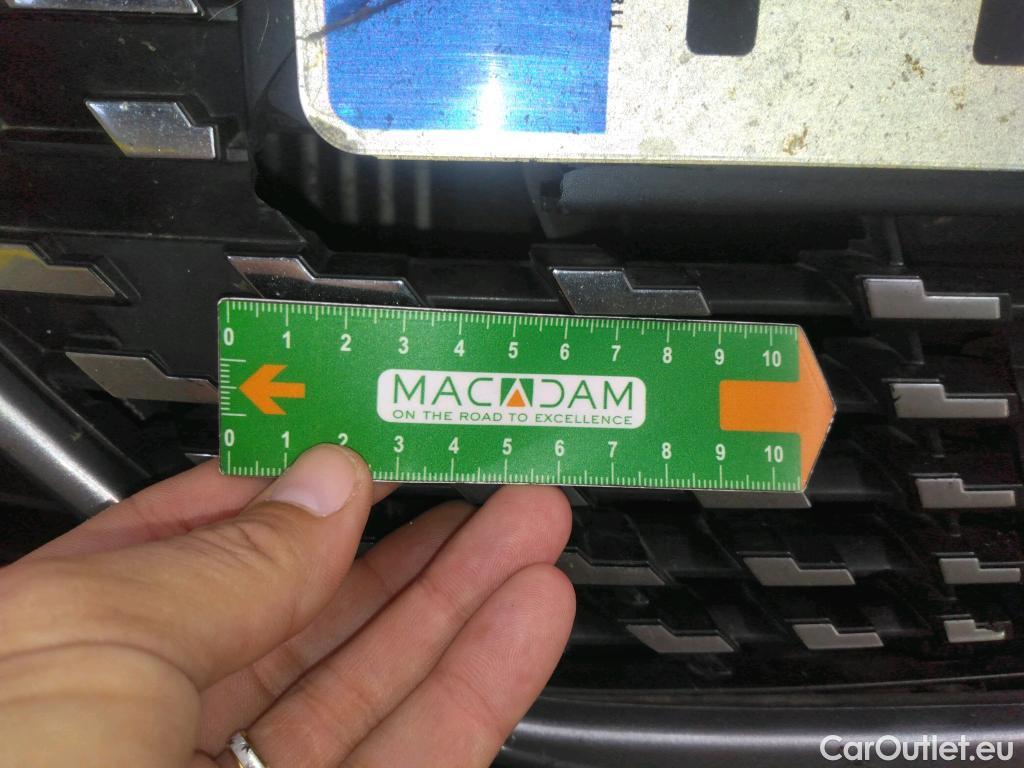 0 1 2 3 4 5 6 7 8 9 10
MACADAM
ON THE ROAD TO EXCELLENCE
0 1 2 3 4 5 6 7 8 9 10
CarOutlet.eu